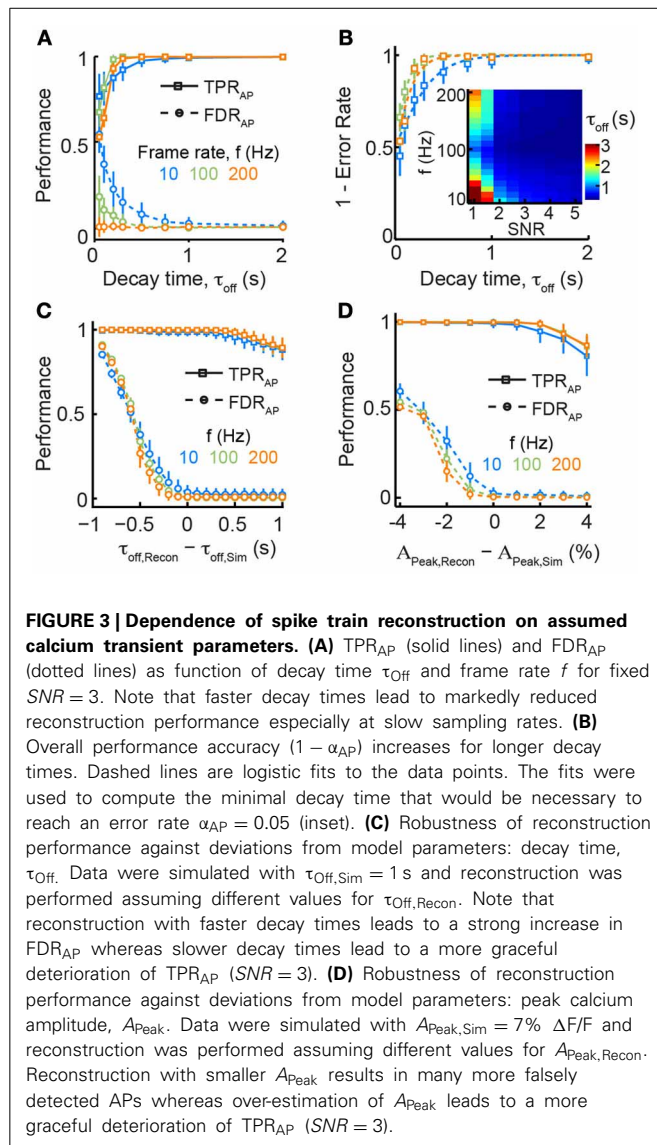 A
1
0.5
0
Performance
TPR_AP
FDR_AP
Frame rate, f (Hz)
10 100 200
0 1 2
Decay time, τ_off (s)
B
1
0.5
0
1 - Error Rate
200
100
10
f (Hz)
1 2 3 4 5
SNR
τ_off (s)
3
2
1
0 1 2
Decay time, τ_off (s)
C
1
0.5
0
Performance
TPR_AP
FDR_AP
f (Hz)
10 100 200
-1 -0.5 0 0.5 1
τ_off,Recon − τ_off,Sim (s)
D
1
0.5
0
Performance
TPR_AP
FDR_AP
f (Hz)
10 100 200
-4 -2 0 2 4
A_Peak,Recon − A_Peak,Sim (%)
FIGURE 3 | Dependence of spike train reconstruction on assumed
calcium transient parameters. (A) TPR_AP (solid lines) and FDR_AP
(dotted lines) as function of decay time τ_Off and frame rate f for fixed
SNR = 3. Note that faster decay times lead to markedly reduced
reconstruction performance especially at slow sampling rates. (B)
Overall performance accuracy (1 − α_AP) increases for longer decay
times. Dashed lines are logistic fits to the data points. The fits were
used to compute the minimal decay time that would be necessary to
reach an error rate α_AP = 0.05 (inset). (C) Robustness of reconstruction
performance against deviations from model parameters: decay time,
τ_Off. Data were simulated with τ_Off,Sim = 1 s and reconstruction was
performed assuming different values for τ_Off,Recon. Note that
reconstruction with faster decay times leads to a strong increase in
FDR_AP whereas slower decay times lead to a more graceful
deterioration of TPR_AP (SNR = 3). (D) Robustness of reconstruction
performance against deviations from model parameters: peak calcium
amplitude, A_Peak. Data were simulated with A_Peak,Sim = 7% ΔF/F and
reconstruction was performed assuming different values for A_Peak,Recon.
Reconstruction with smaller A_Peak results in many more falsely
detected APs whereas over-estimation of A_Peak leads to a more
graceful deterioration of TPR_AP (SNR = 3).